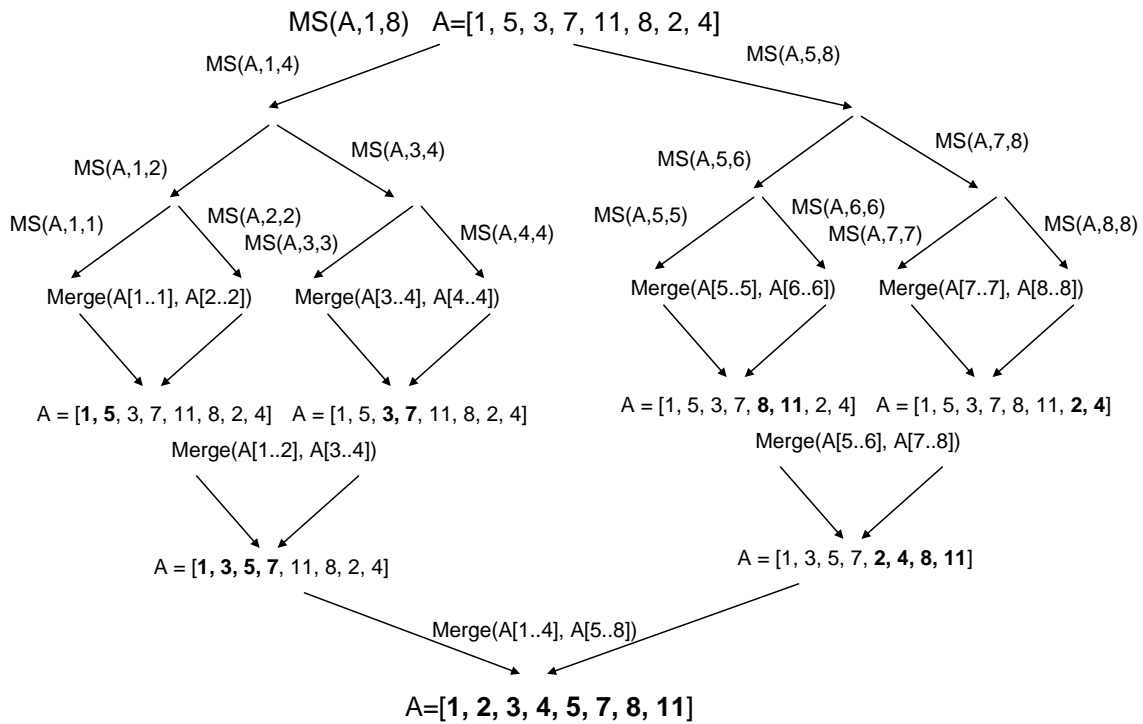 MS(A,1,8) A=[1, 5, 3, 7, 11, 8, 2, 4]
MS(A,1,4)
MS(A,5,8)
MS(A,1,2)
MS(A,3,4)
MS(A,5,6)
MS(A,7,8)
MS(A,1,1)
MS(A,2,2)
MS(A,3,3)
MS(A,4,4)
MS(A,5,5)
MS(A,6,6)
MS(A,7,7)
MS(A,8,8)
Merge(A[1..1], A[2..2])
Merge(A[3..4], A[4..4])
Merge(A[5..5], A[6..6])
Merge(A[7..7], A[8..8])
A = [1, 5, 3, 7, 11, 8, 2, 4]
A = [1, 5, 3, 7, 11, 8, 2, 4]
A = [1, 5, 3, 7, 8, 11, 2, 4]
A = [1, 5, 3, 7, 8, 11, 2, 4]
Merge(A[1..2], A[3..4])
Merge(A[5..6], A[7..8])
A = [1, 3, 5, 7, 11, 8, 2, 4]
A = [1, 3, 5, 7, 2, 4, 8, 11]
Merge(A[1..4], A[5..8])
A=[1, 2, 3, 4, 5, 7, 8, 11]